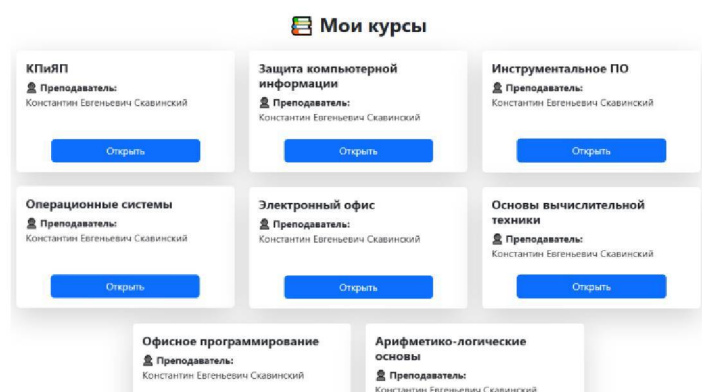 Мои курсы
КПиЯП
Преподаватель:
Константин Евгеньевич Скавинский
Открыть
Защита компьютерной
информации
Преподаватель:
Константин Евгеньевич Скавинский
Открыть
Инструментальное ПО
Преподаватель:
Константин Евгеньевич Скавинский
Открыть
Операционные системы
Преподаватель:
Константин Евгеньевич Скавинский
Открыть
Электронный офис
Преподаватель:
Константин Евгеньевич Скавинский
Открыть
Основы вычислительной
техники
Преподаватель:
Константин Евгеньевич Скавинский
Открыть
Офисное программирование
Преподаватель:
Константин Евгеньевич Скавинский
Арифметико-логические
основы
Преподаватель:
Константин Евгеньевич Скавинский